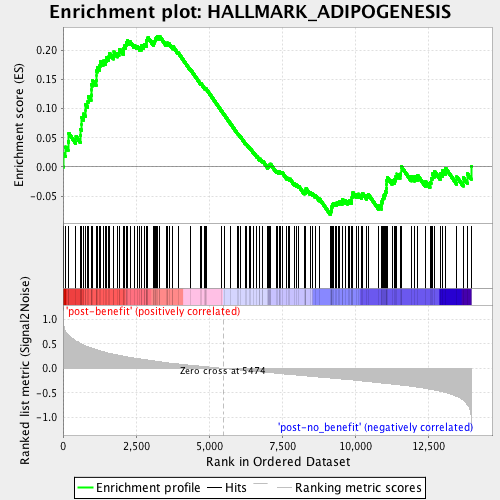 Enrichment plot: HALLMARK_ADIPOGENESIS
Enrichment score (ES)
0.20
0.15
0.10
0.05
0.00
-0.05
'post-benefit' (positively correlated)
Ranked list metric (Signal2Noise)
1.0
0.5
0.0
-0.5
-1.0
Zero cross at 5474
'post-no_benefit' (negatively correlated)
0
2,500
5,000
7,500
10,000
12,500
Rank in Ordered Dataset
Enrichment profile
Hits
Ranking metric scores